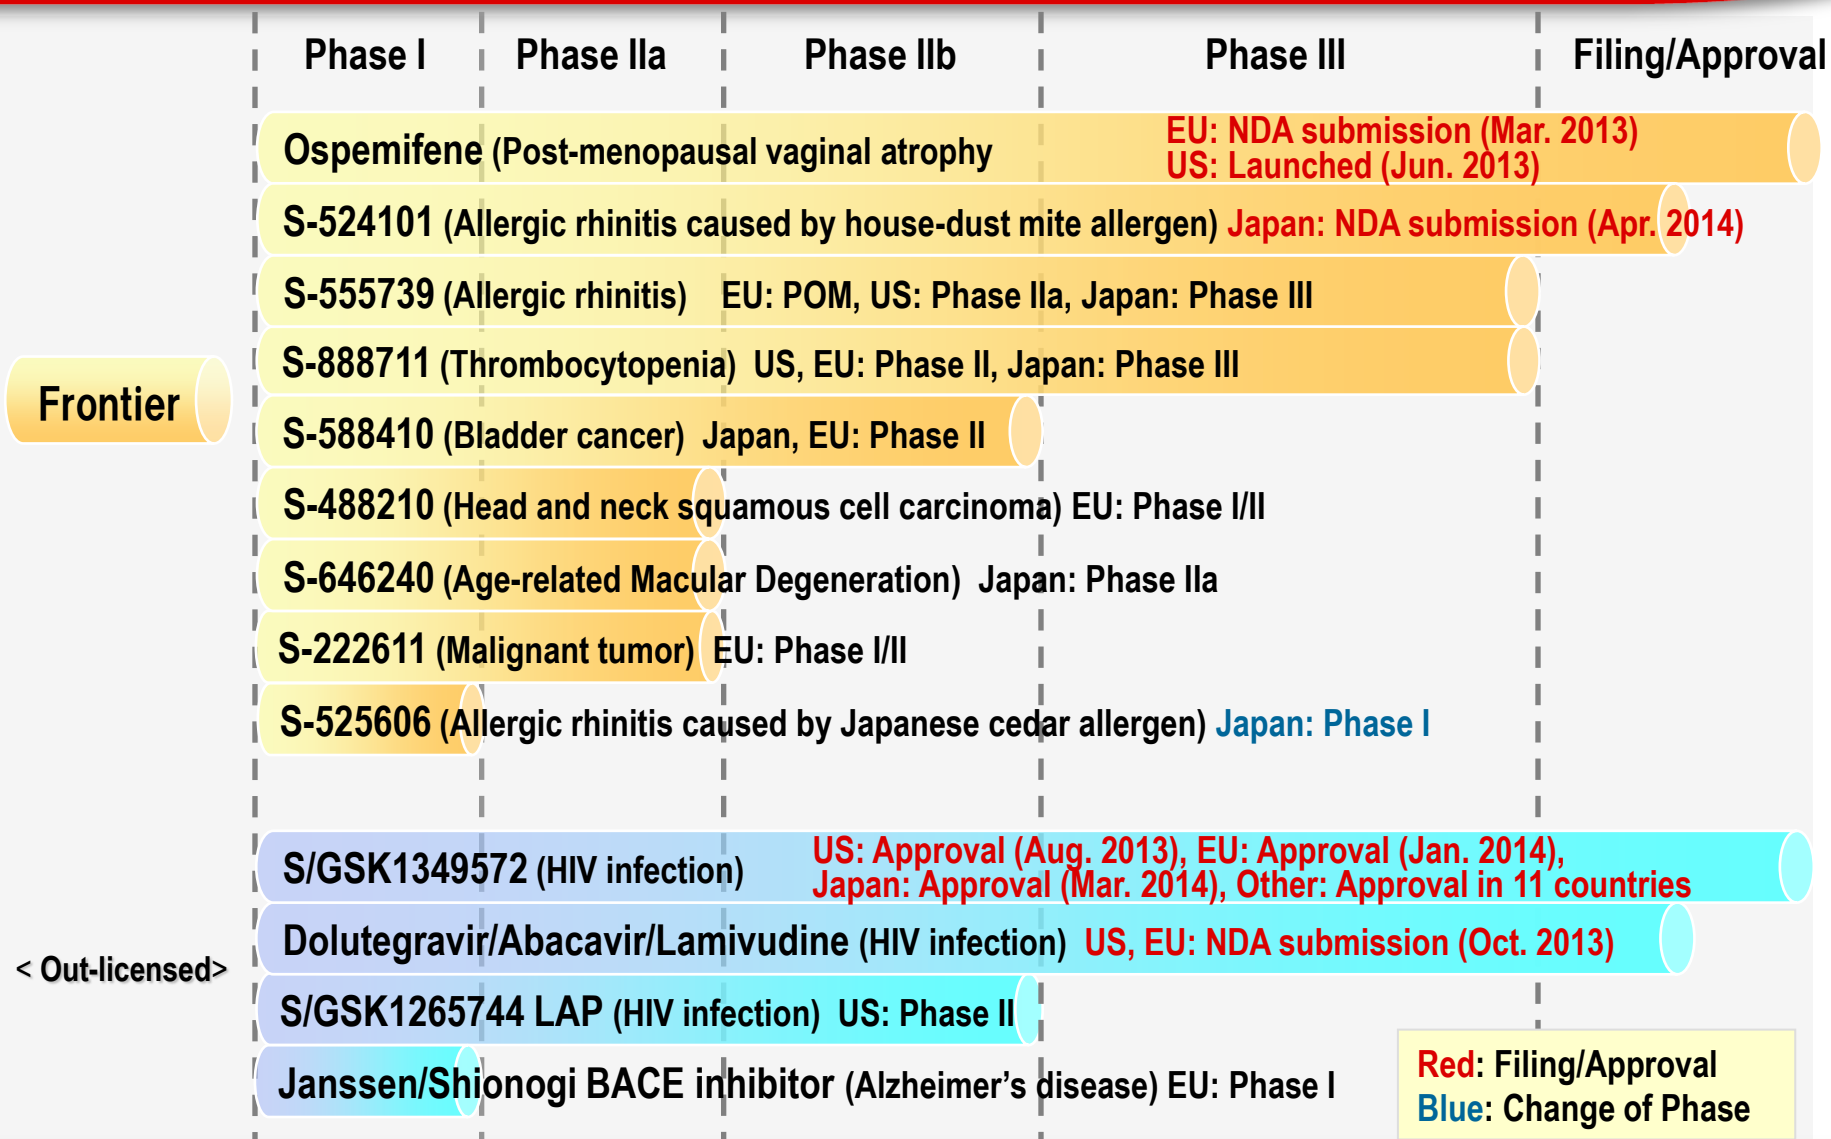 Phase I Phase IIa Phase IIb Phase III Filing/Approval
Ospemifene (Post-menopausal vaginal atrophy
EU: NDA submission (Mar. 2013)
US: Launched (Jun. 2013)
S-524101 (Allergic rhinitis caused by house-dust mite allergen) Japan: NDA submission (Apr. 2014)
S-555739 (Allergic rhinitis) EU: POM, US: Phase IIa, Japan: Phase III
S-888711 (Thrombocytopenia) US, EU: Phase II, Japan: Phase III
Frontier
S-588410 (Bladder cancer) Japan, EU: Phase II
S-488210 (Head and neck squamous cell carcinoma) EU: Phase I/II
S-646240 (Age-related Macular Degeneration) Japan: Phase IIa
S-222611 (Malignant tumor) EU: Phase I/II
S-525606 (Allergic rhinitis caused by Japanese cedar allergen) Japan: Phase I
S/GSK1349572 (HIV infection)
US: Approval (Aug. 2013), EU: Approval (Jan. 2014),
Japan: Approval (Mar. 2014), Other: Approval in 11 countries
Dolutegravir/Abacavir/Lamivudine (HIV infection) US, EU: NDA submission (Oct. 2013)
< Out-licensed>
S/GSK1265744 LAP (HIV infection) US: Phase II
Janssen/Shionogi BACE inhibitor (Alzheimer's disease) EU: Phase I
Red: Filing/Approval
Blue: Change of Phase